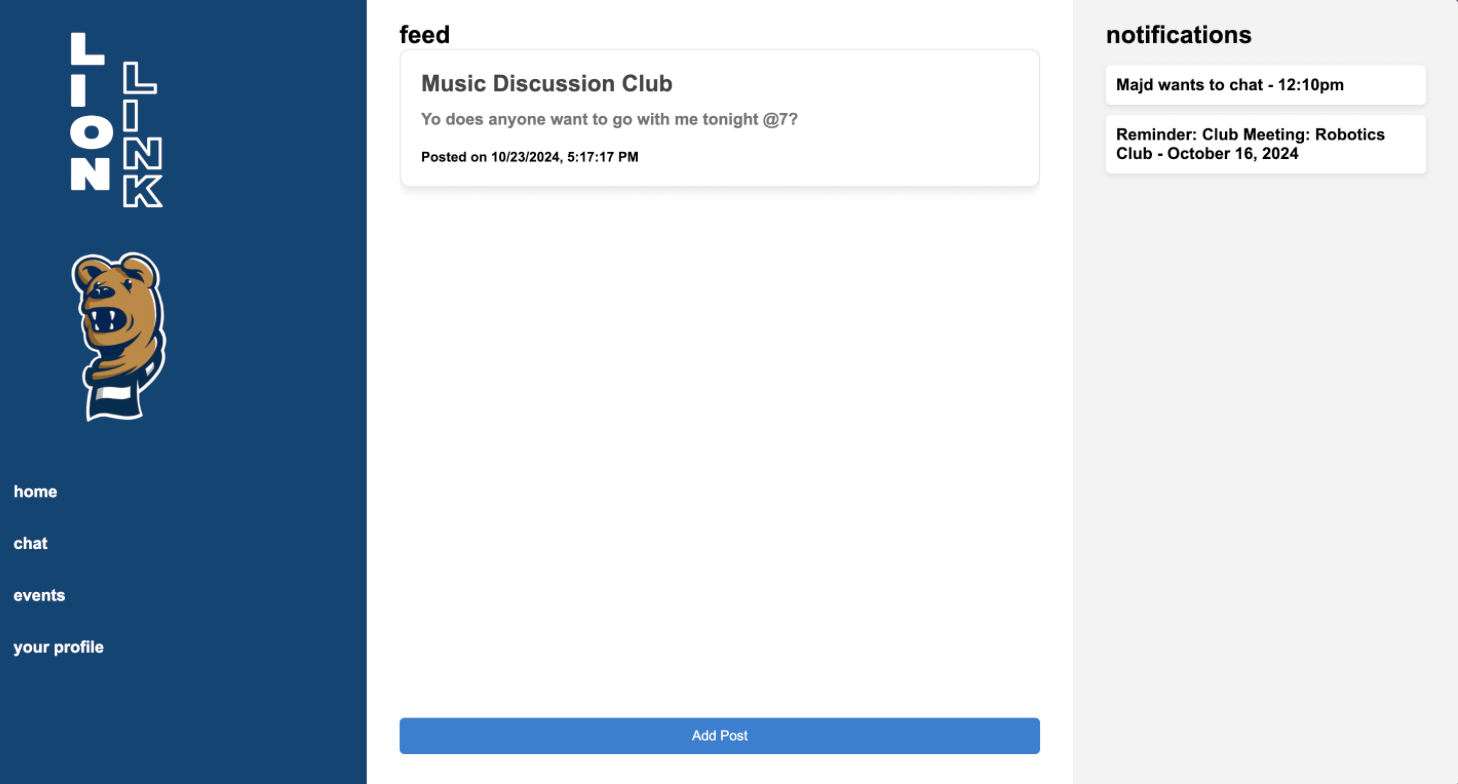 LION
LINK
home
chat
events
your profile
feed
Music Discussion Club
Yo does anyone want to go with me tonight @7?
Posted on 10/23/2024, 5:17:17 PM
Add Post
notifications
Majd wants to chat - 12:10pm
Reminder: Club Meeting: Robotics
Club - October 16, 2024